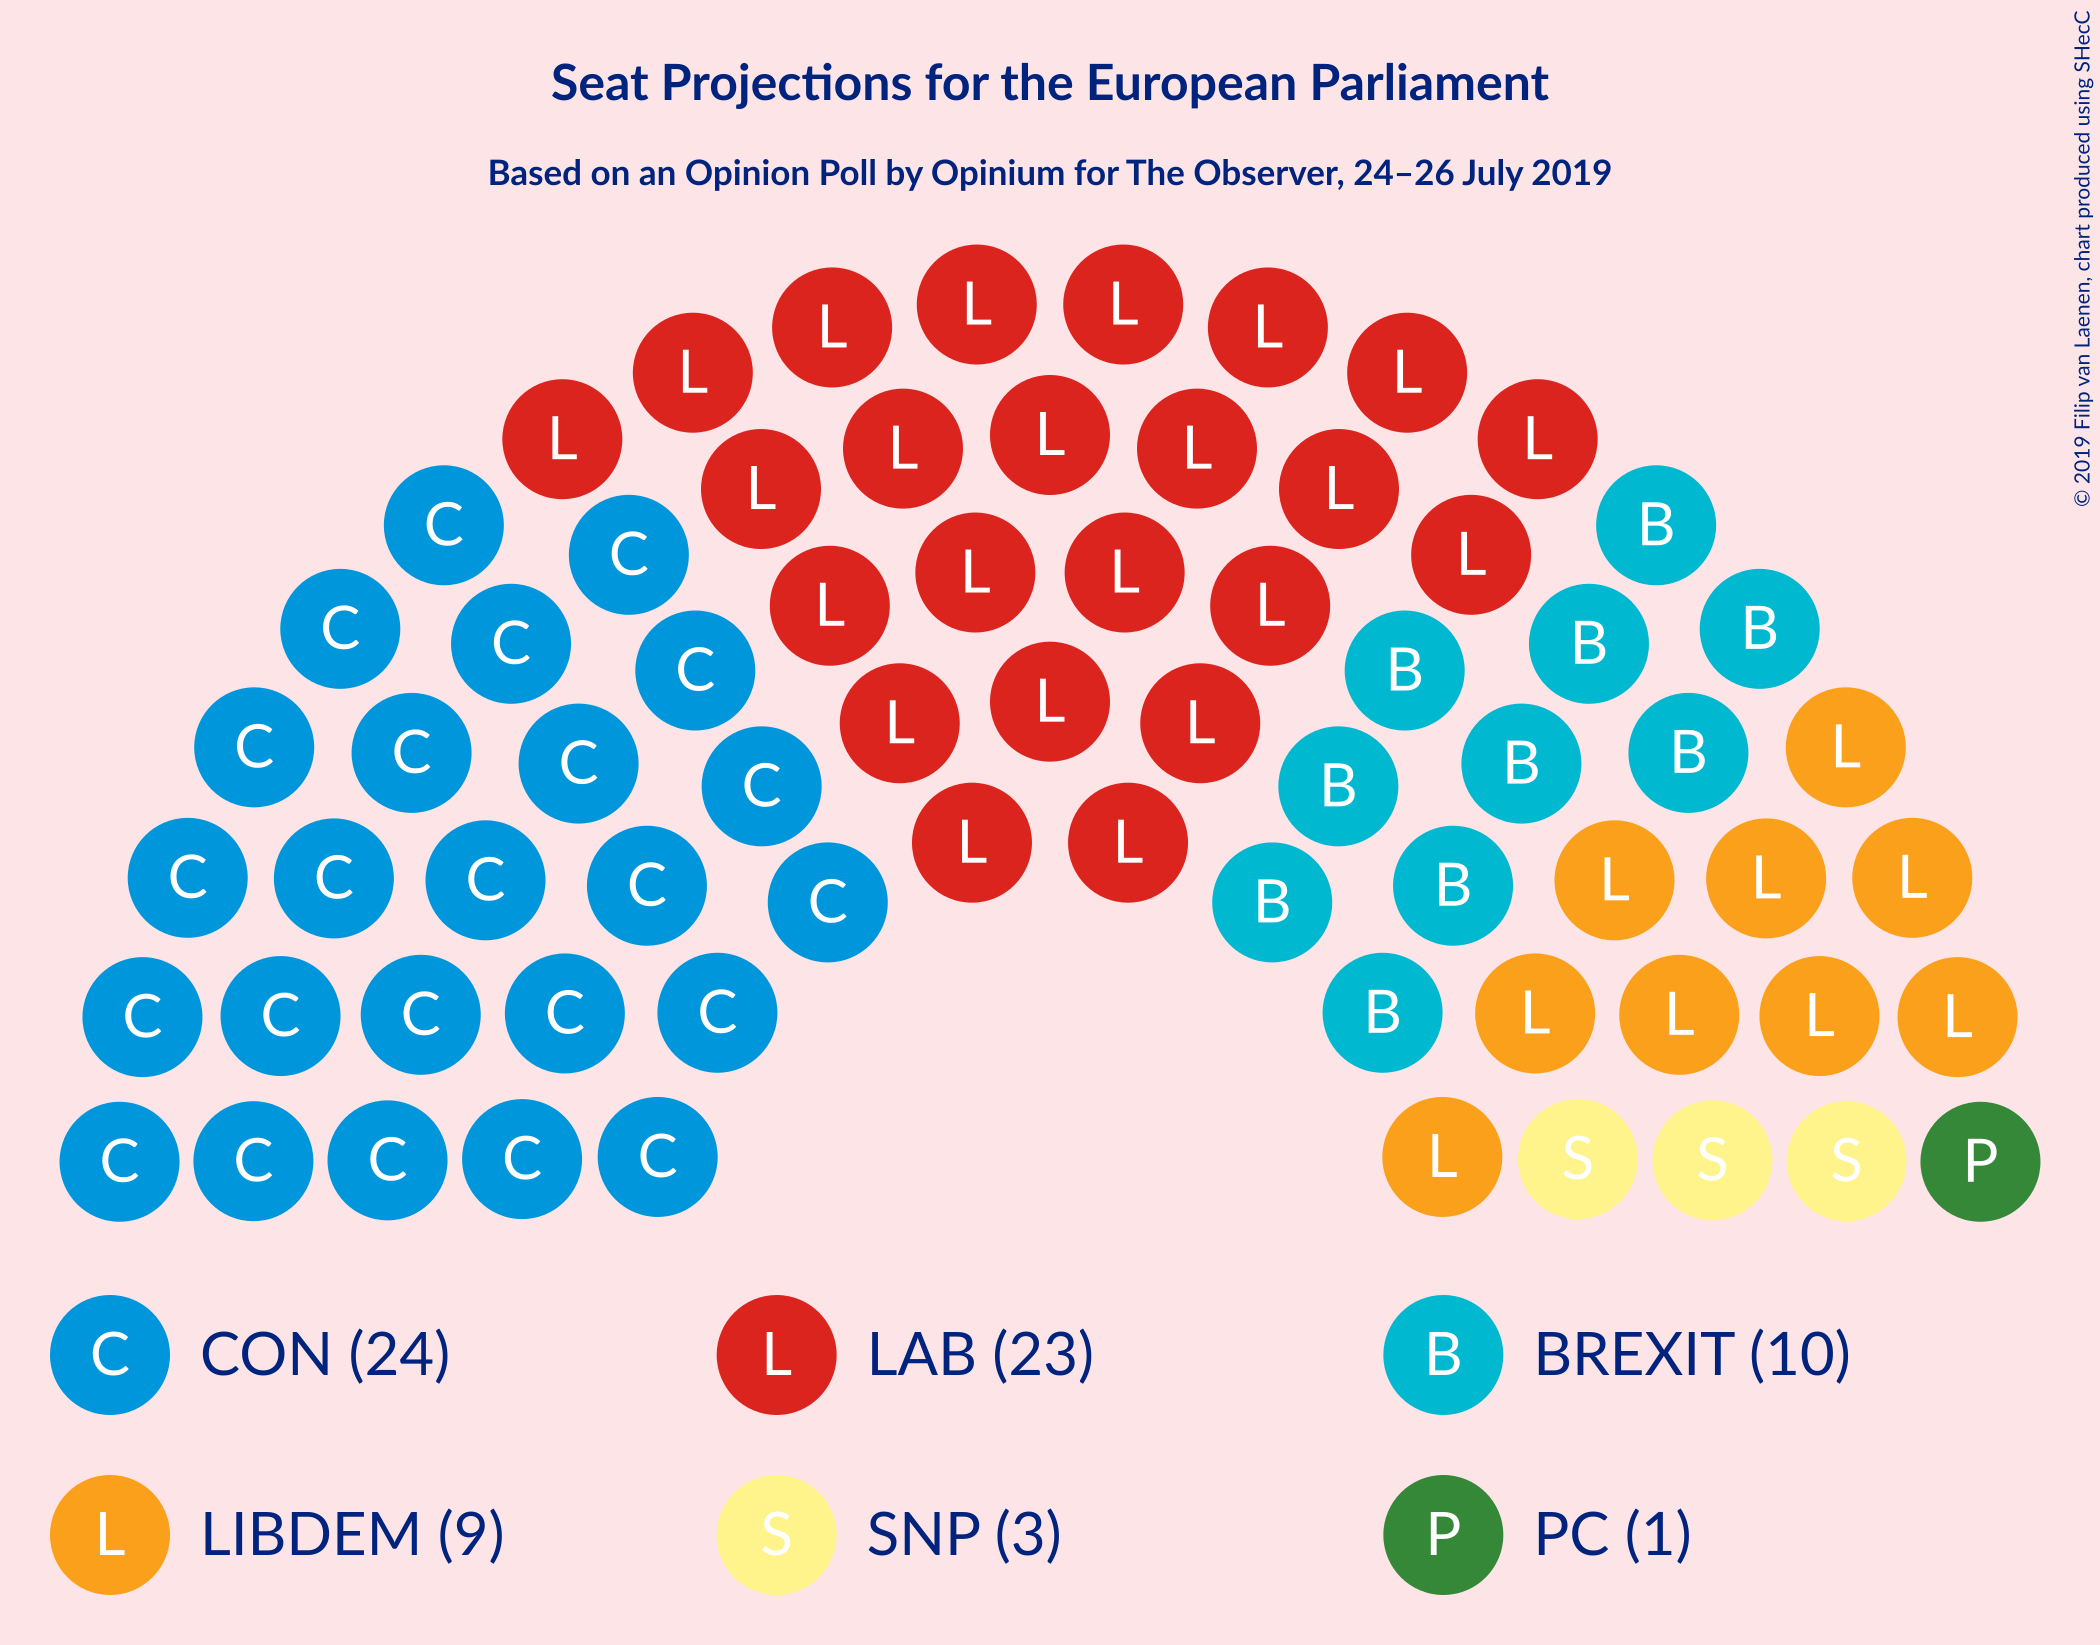 Seat Projections for the European Parliament
Based on an Opinion Poll by Opinium for The Observer, 24–26 July 2019
© 2019 Filip van Laenen, chart produced using SHecC
L L
L L
L L
L L L
L L
L L
C B
L L
C L L L B
C B
C B
C B
L L L
C C B B L
C C B B
L L
C C C C B L L L
C C B
C C C C C B L L L L
C C C C C L S S S P
C CON (24) L LAB (23) B BREXIT (10)
L LIBDEM (9) S SNP (3) P PC (1)